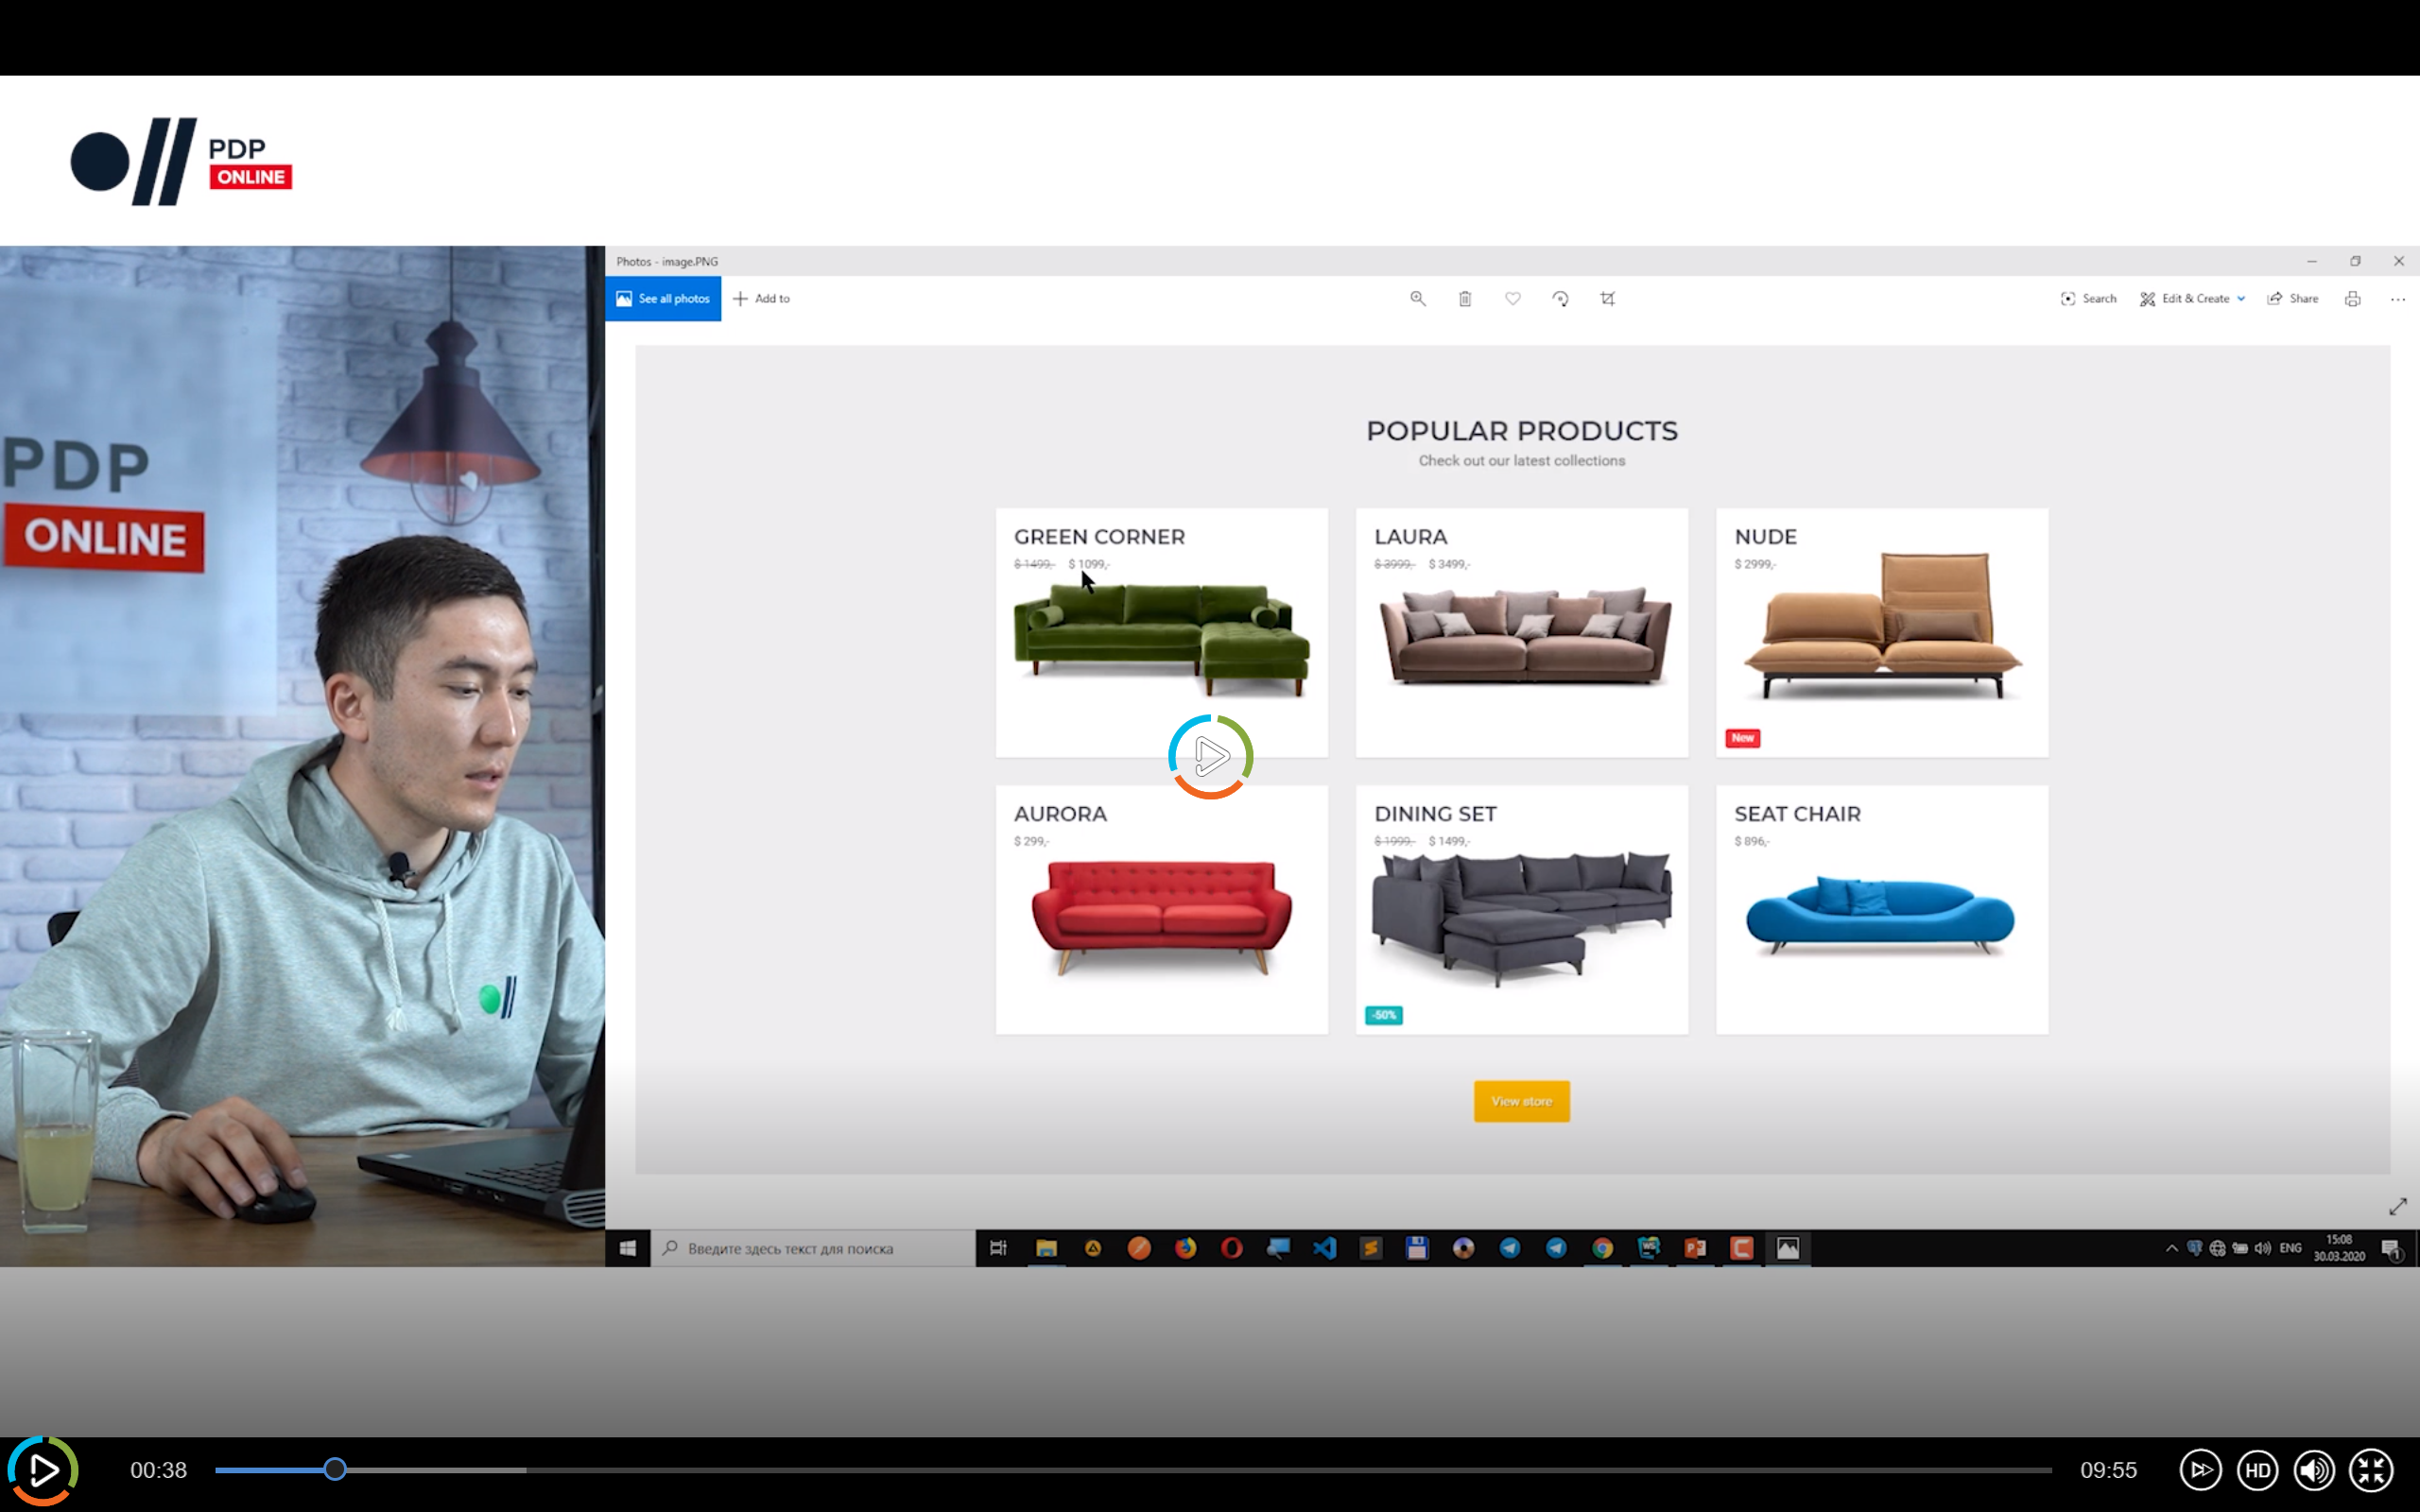 PDP
ONLINE
PDP
ONLINE
Photos - image.PNG
See all photos
Add to
Search
Edit & Create
Share
POPULAR PRODUCTS
Check out our latest collections
GREEN CORNER
$ 1499,- $ 1099,-
LAURA
$ 3999,- $ 3499,-
NUDE
$ 2999,-
New
AURORA
$ 299,-
DINING SET
$ 1999,- $ 1499,-
-50%
SEAT CHAIR
$ 896,-
View store
Введите здесь текст для поиска
ENG
15:08
30.03.2020
1
00:38
09:55
HD